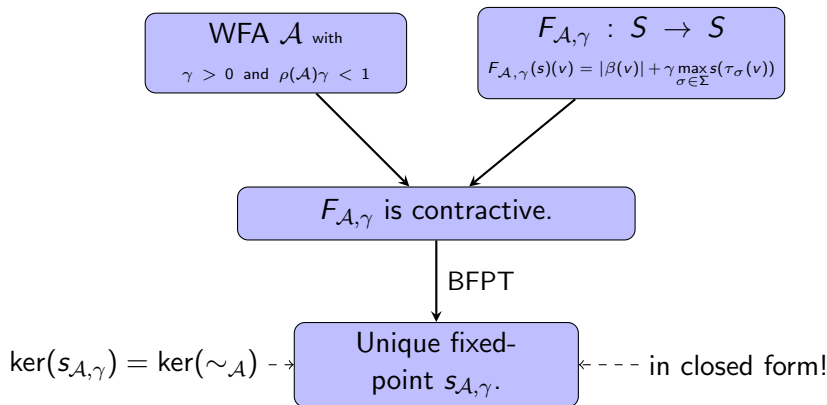 WFA 𝒜 with
γ > 0 and ρ(𝒜)γ < 1
F_{𝒜,γ} : S → S
F_{𝒜,γ}(s)(v) = |β(v)| + γ max_{σ∈Σ} s(τ_σ(v))
F_{𝒜,γ} is contractive.
BFPT
ker(s_{𝒜,γ}) = ker(∼_𝒜)
Unique fixed-
point s_{𝒜,γ}.
in closed form!